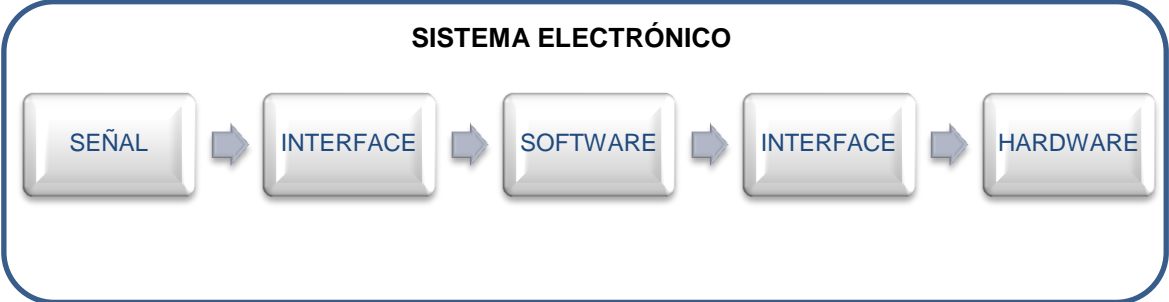 SISTEMA ELECTRÓNICO
SEÑAL
INTERFACE
SOFTWARE
INTERFACE
HARDWARE